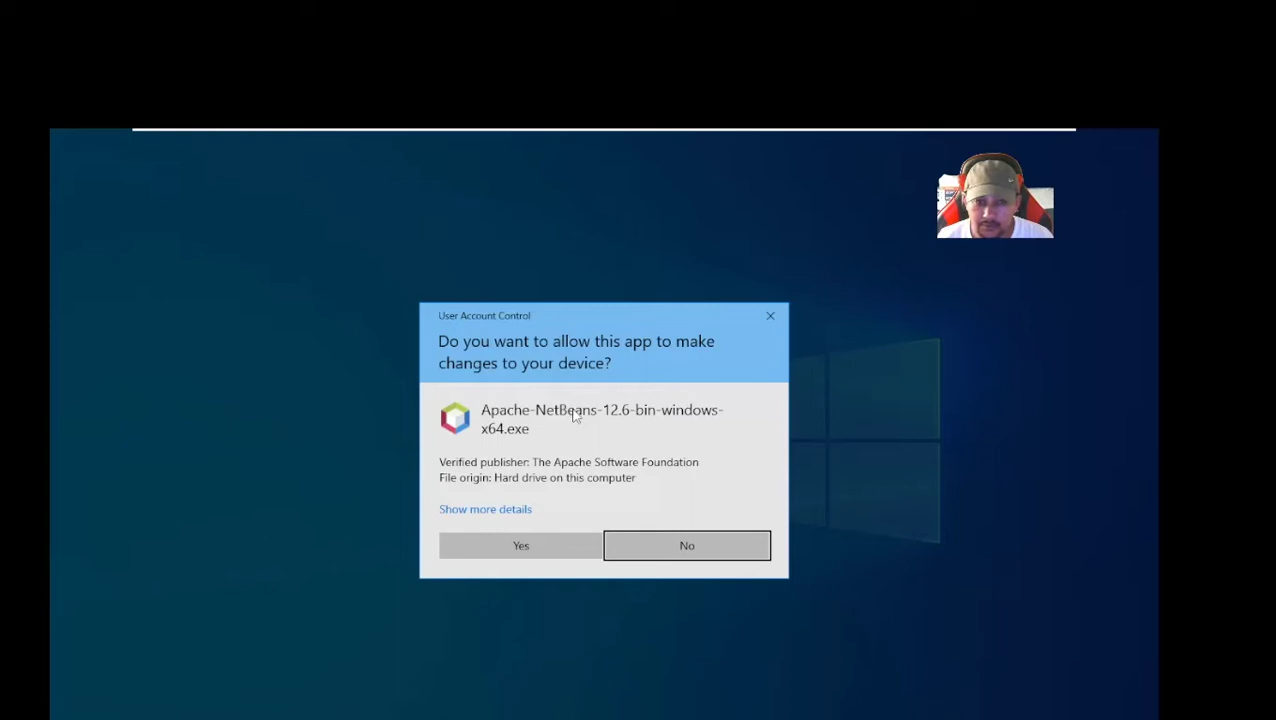 User Account Control
Do you want to allow this app to make
changes to your device?
Apache-NetBeans-12.6-bin-windows-
x64.exe
Verified publisher: The Apache Software Foundation
File origin: Hard drive on this computer
Show more details
Yes
No